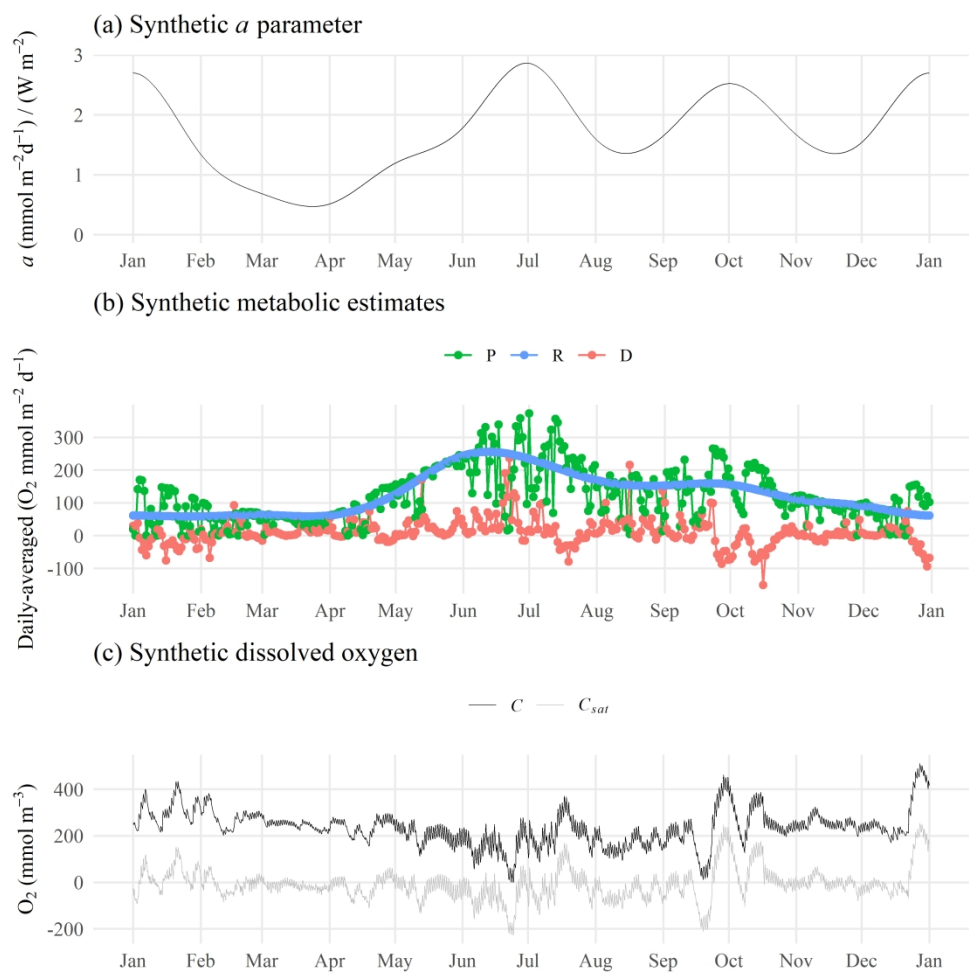 (a) Synthetic a parameter
a (mmol m⁻²d⁻¹) / (W m⁻²)
3
2
1
0
Jan Feb Mar Apr May Jun Jul Aug Sep Oct Nov Dec Jan
(b) Synthetic metabolic estimates
P R D
Daily-averaged (O₂ mmol m⁻² d⁻¹)
300
200
100
0
-100
Jan Feb Mar Apr May Jun Jul Aug Sep Oct Nov Dec Jan
(c) Synthetic dissolved oxygen
C Csat
O₂ (mmol m⁻³)
400
200
0
-200
Jan Feb Mar Apr May Jun Jul Aug Sep Oct Nov Dec Jan